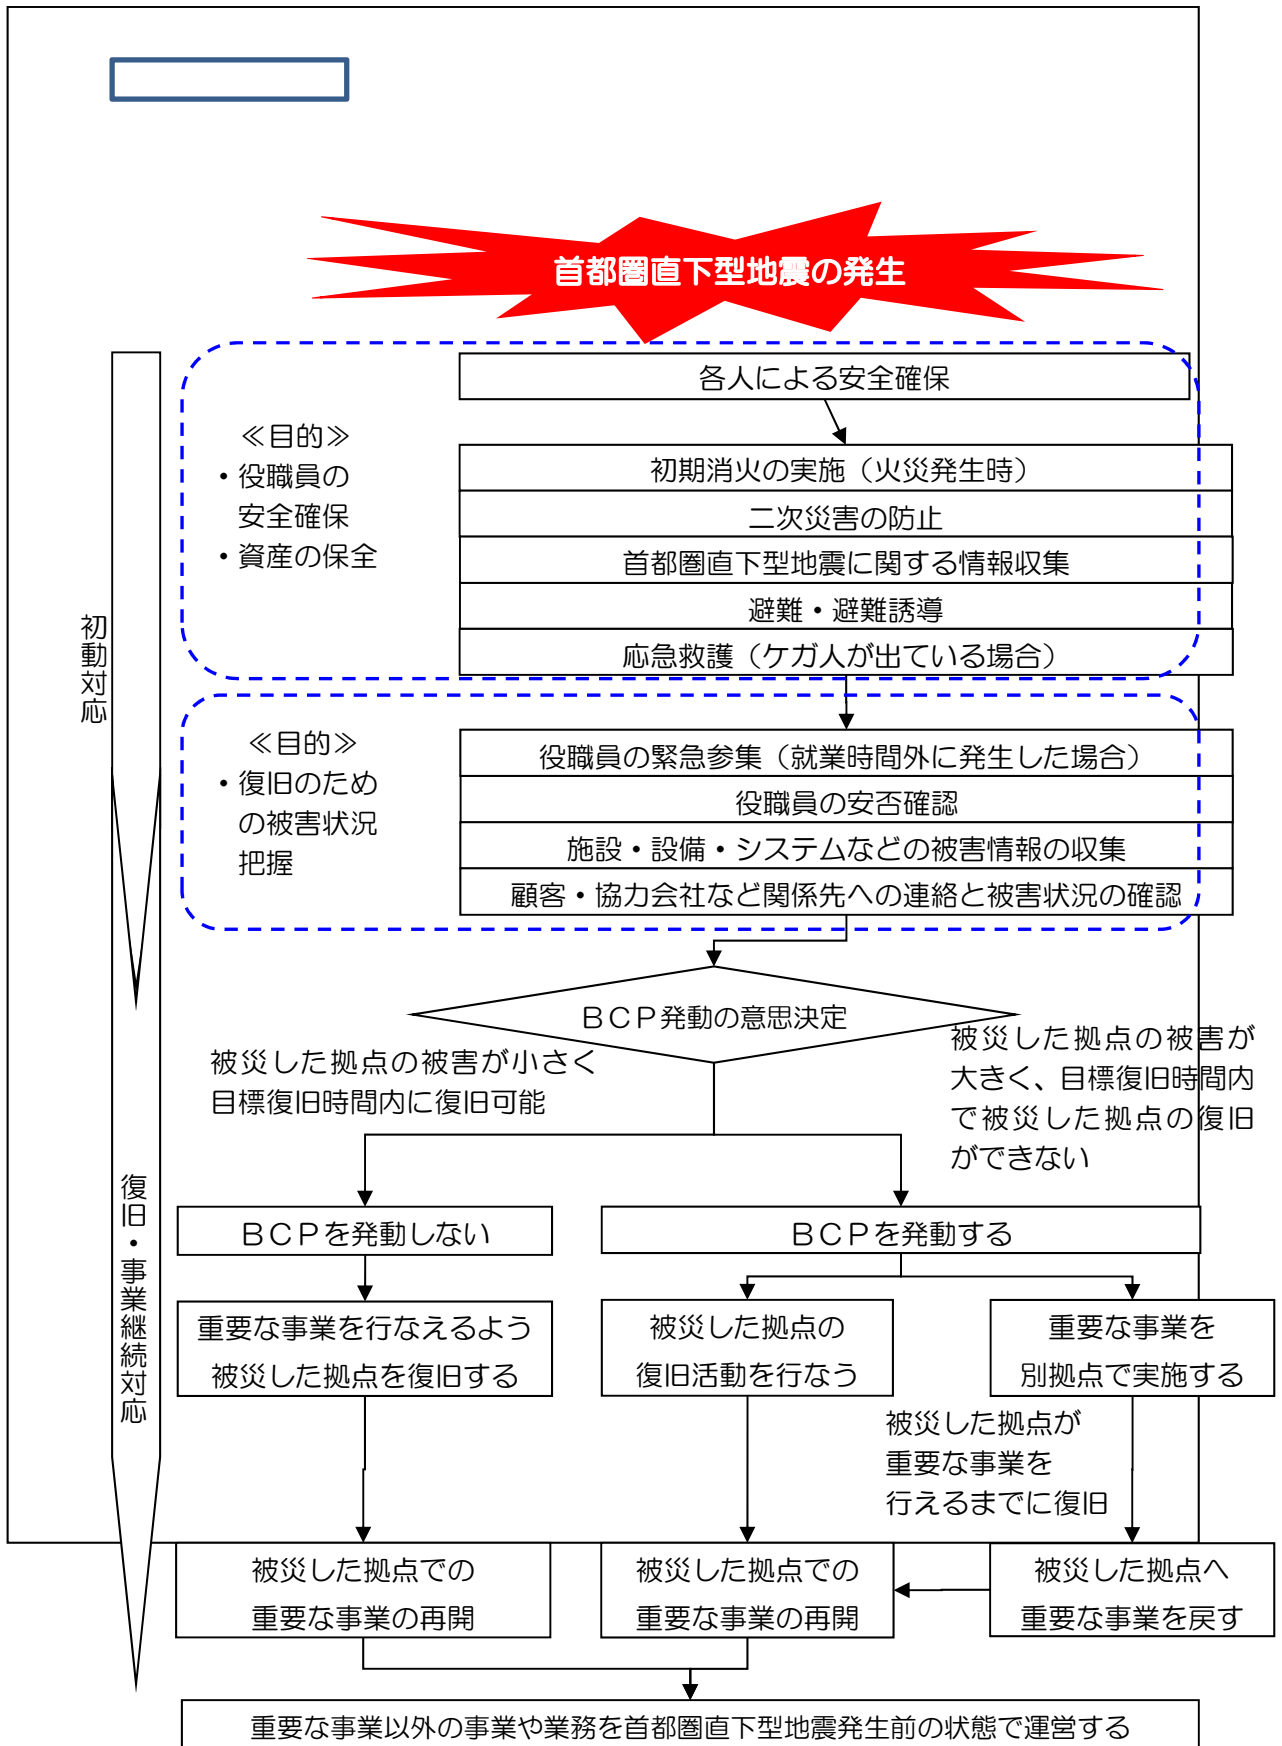 首都圏直下型地震の発生
各人による安全確保
≪目的≫
・役職員の
安全確保
・資産の保全
初期消火の実施（火災発生時）
二次災害の防止
首都圏直下型地震に関する情報収集
避難・避難誘導
応急救護（ケガ人が出ている場合）
初動対応
≪目的≫
・復旧のため
の被害状況
把握
役職員の緊急参集（就業時間外に発生した場合）
役職員の安否確認
施設・設備・システムなどの被害情報の収集
顧客・協力会社など関係先への連絡と被害状況の確認
ＢＣＰ発動の意思決定
被災した拠点の被害が小さく
目標復旧時間内に復旧可能
被災した拠点の被害が
大きく、目標復旧時間内
で被災した拠点の復旧
ができない
復旧・事業継続対応
ＢＣＰを発動しない
ＢＣＰを発動する
重要な事業を行なえるよう
被災した拠点を復旧する
被災した拠点の
復旧活動を行なう
重要な事業を
別拠点で実施する
被災した拠点が
重要な事業を
行えるまでに復旧
被災した拠点での
重要な事業の再開
被災した拠点での
重要な事業の再開
被災した拠点へ
重要な事業を戻す
重要な事業以外の事業や業務を首都圏直下型地震発生前の状態で運営する